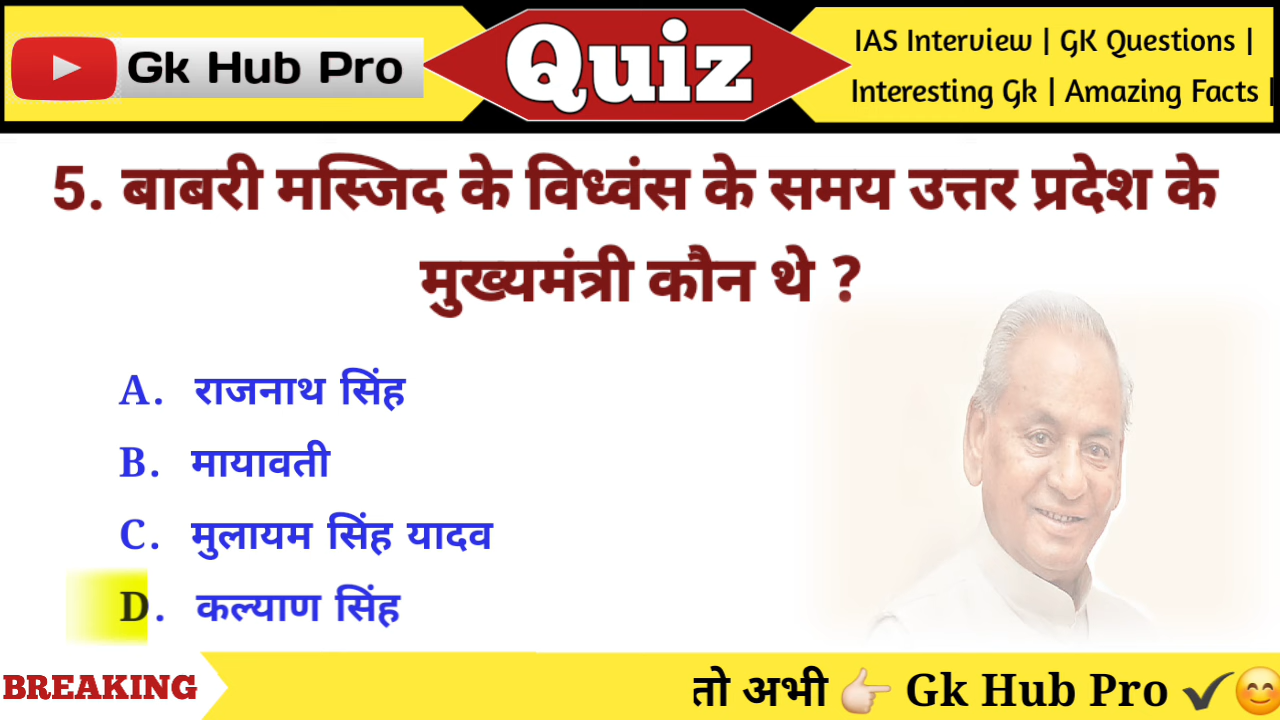 Gk Hub Pro
Quiz
IAS Interview | GK Questions |
Interesting Gk | Amazing Facts |
5. बाबरी मस्जिद के विध्वंस के समय उत्तर प्रदेश के
मुख्यमंत्री कौन थे ?
A. राजनाथ सिंह
B. मायावती
C. मुलायम सिंह यादव
D. कल्याण सिंह
BREAKING
तो अभी 👉🏻 Gk Hub Pro ✔😊